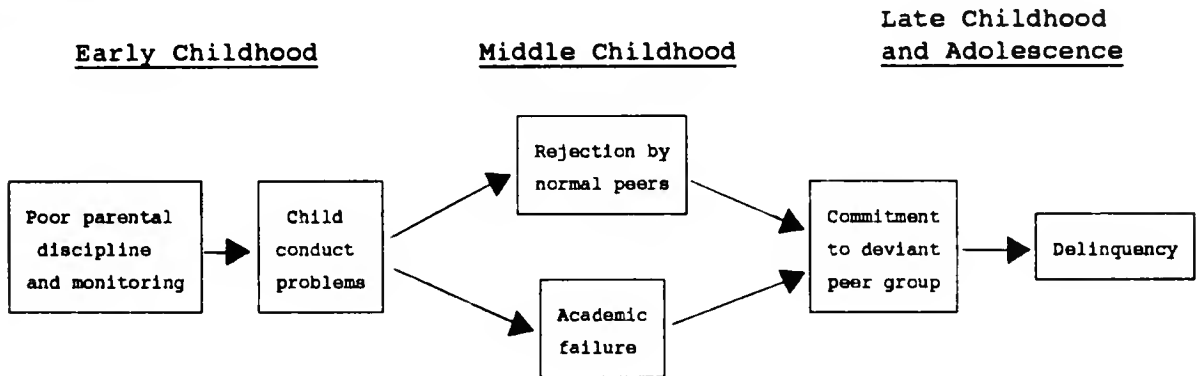 Early Childhood
Middle Childhood
Late Childhood
and Adolescence
Poor parental
discipline
and monitoring
Child
conduct
problems
Rejection by
normal peers
Academic
failure
Commitment
to deviant
peer group
Delinquency